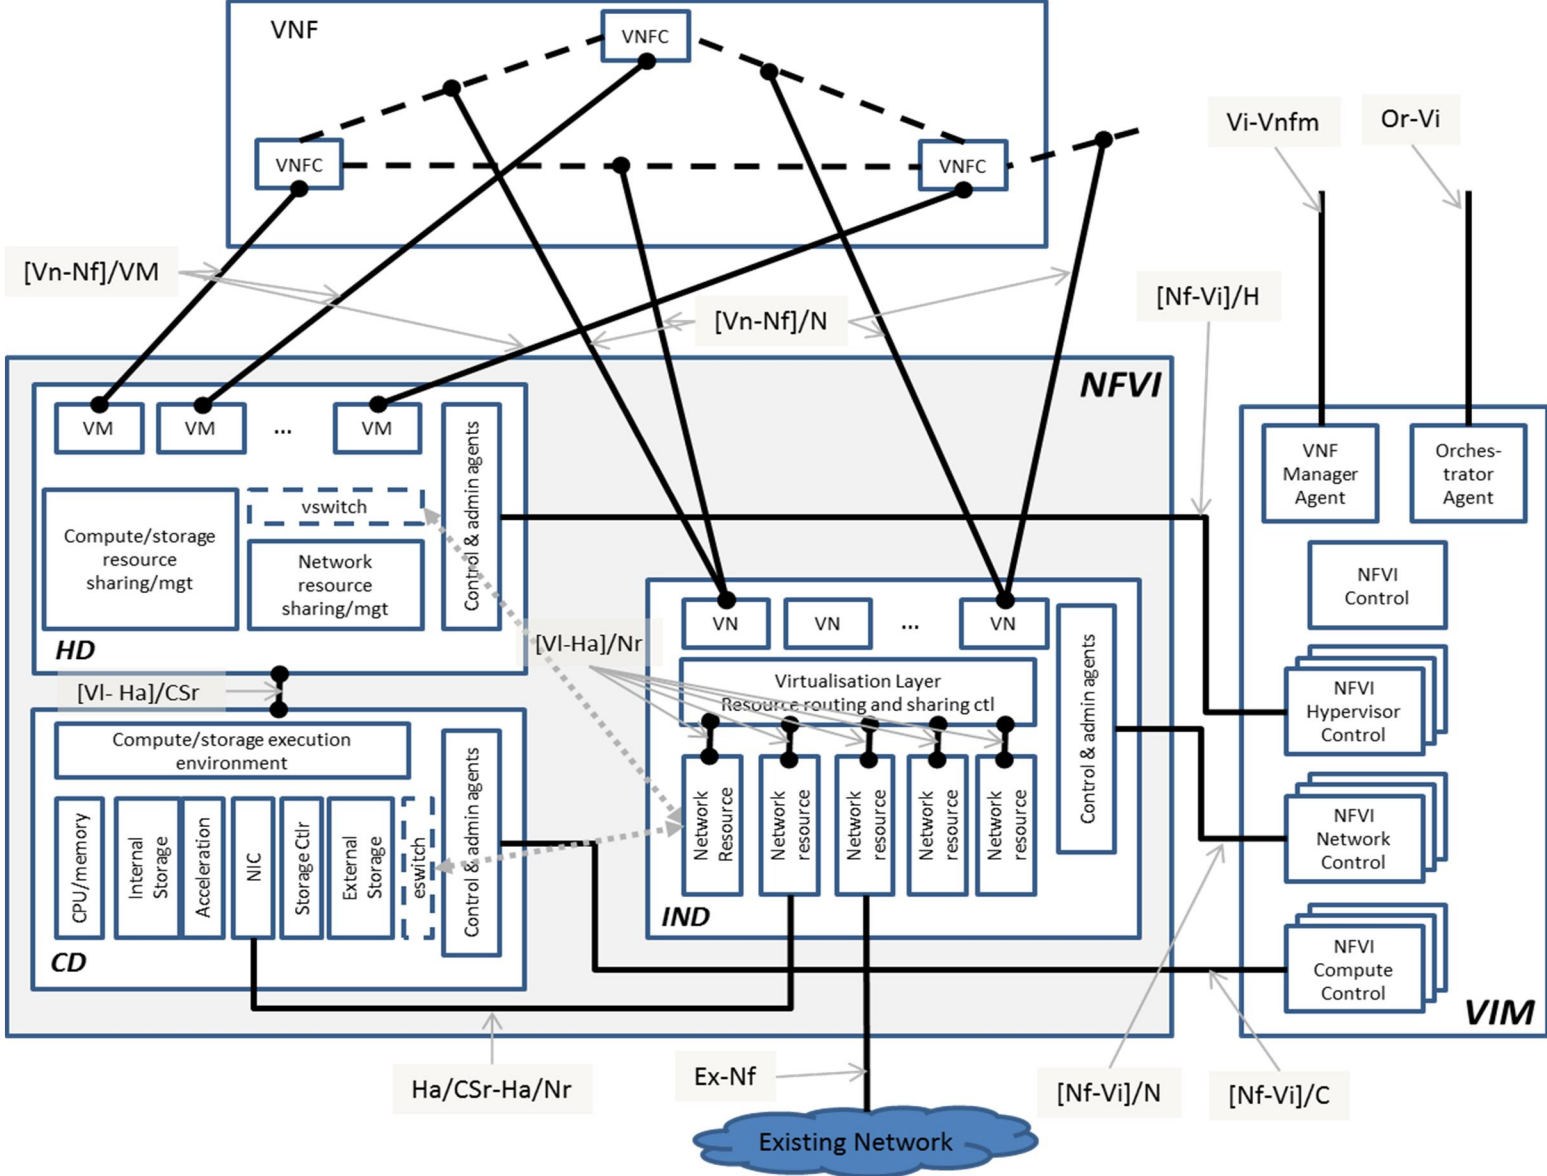 VNF
VNFC
VNFC
VNFC
Vi-Vnfm
Or-Vi
[Vn-Nf]/VM
[Vn-Nf]/N
[Nf-Vi]/H
NFVI
VM
VM
...
VM
Control & admin agents
vswitch
Compute/storage
resource
sharing/mgt
Network
resource
sharing/mgt
HD
[Vl- Ha]/CSr
Compute/storage execution
environment
CPU/memory
Internal
Storage
Acceleration
NIC
Storage Ctlr
External
Storage
eswitch
Control & admin agents
CD
[Vl-Ha]/Nr
VN
VN
...
VN
Control & admin agents
Virtualisation Layer
Resource routing and sharing ctl
Network
Resource
Network
resource
Network
resource
Network
resource
Network
resource
IND
VNF
Manager
Agent
Orches-
trator
Agent
NFVI
Control
NFVI
Hypervisor
Control
NFVI
Network
Control
NFVI
Compute
Control
VIM
Ha/CSr-Ha/Nr
Ex-Nf
[Nf-Vi]/N
[Nf-Vi]/C
Existing Network